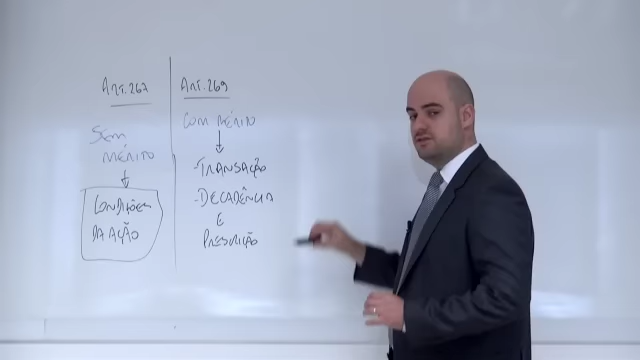 ART. 267
SEM
MÉRITO
CONDIÇÕES
DA AÇÃO
ART. 269
COM MÉRITO
- TRANSAÇÃO
- DECADÊNCIA
E
PRESCRIÇÃO